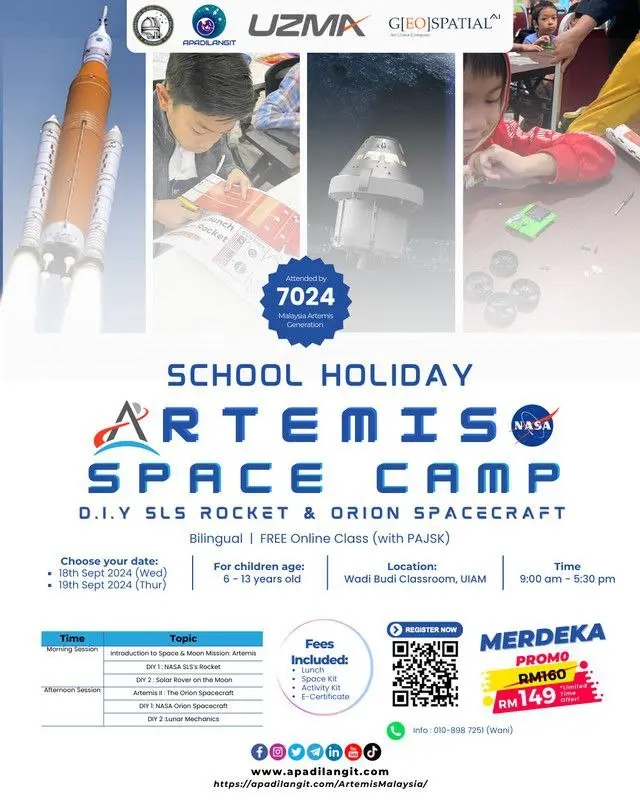 APADILANGIT
UZMA
G[EO]SPATIAL^AI
An Uzma Company
Attended by
7024
Malaysia Artemis
Generation
SCHOOL HOLIDAY
ARTEMIS
NASA
SPACE CAMP
D.I.Y SLS ROCKET & ORION SPACECRAFT
Bilingual | FREE Online Class (with PAJSK)
Choose your date:
• 18th Sept 2024 (Wed)
• 19th Sept 2024 (Thur)
For children age:
6 - 13 years old
Location:
Wadi Budi Classroom, UIAM
Time
9:00 am - 5:30 pm
Time Topic
Morning Session
Introduction to Space & Moon Mission: Artemis
DIY 1 : NASA SLS's Rocket
DIY 2 : Solar Rover on the Moon
Afternoon Session
Artemis II : The Orion Spacecraft
DIY 1: NASA Orion Spacecraft
DIY 2 :Lunar Mechanics
Fees
Included:
• Lunch
• Space Kit
• Activity Kit
• E-Certificate
REGISTER NOW
MERDEKA
PROMO
RM160
RM149
*Limited
Time
Offer!
Info : 010-898 7251 (Wani)
www.apadilangit.com
https://apadilangit.com/ArtemisMalaysia/